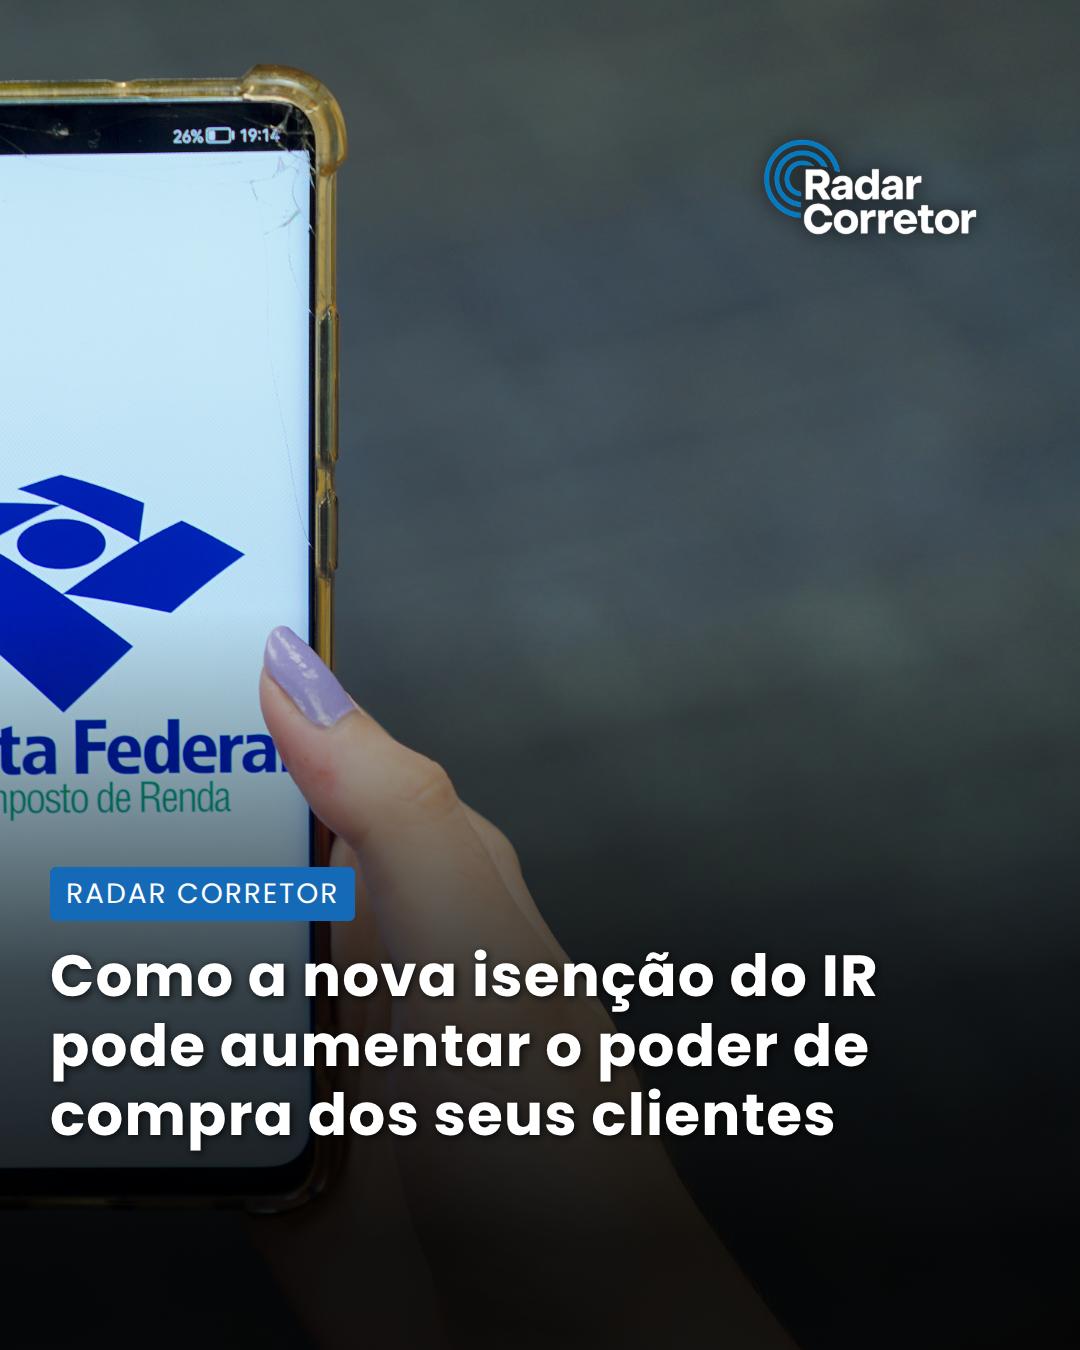 26% 19:14
Radar
Corretor
ta Federal
mposto de Renda
RADAR CORRETOR
Como a nova isenção do IR
pode aumentar o poder de
compra dos seus clientes